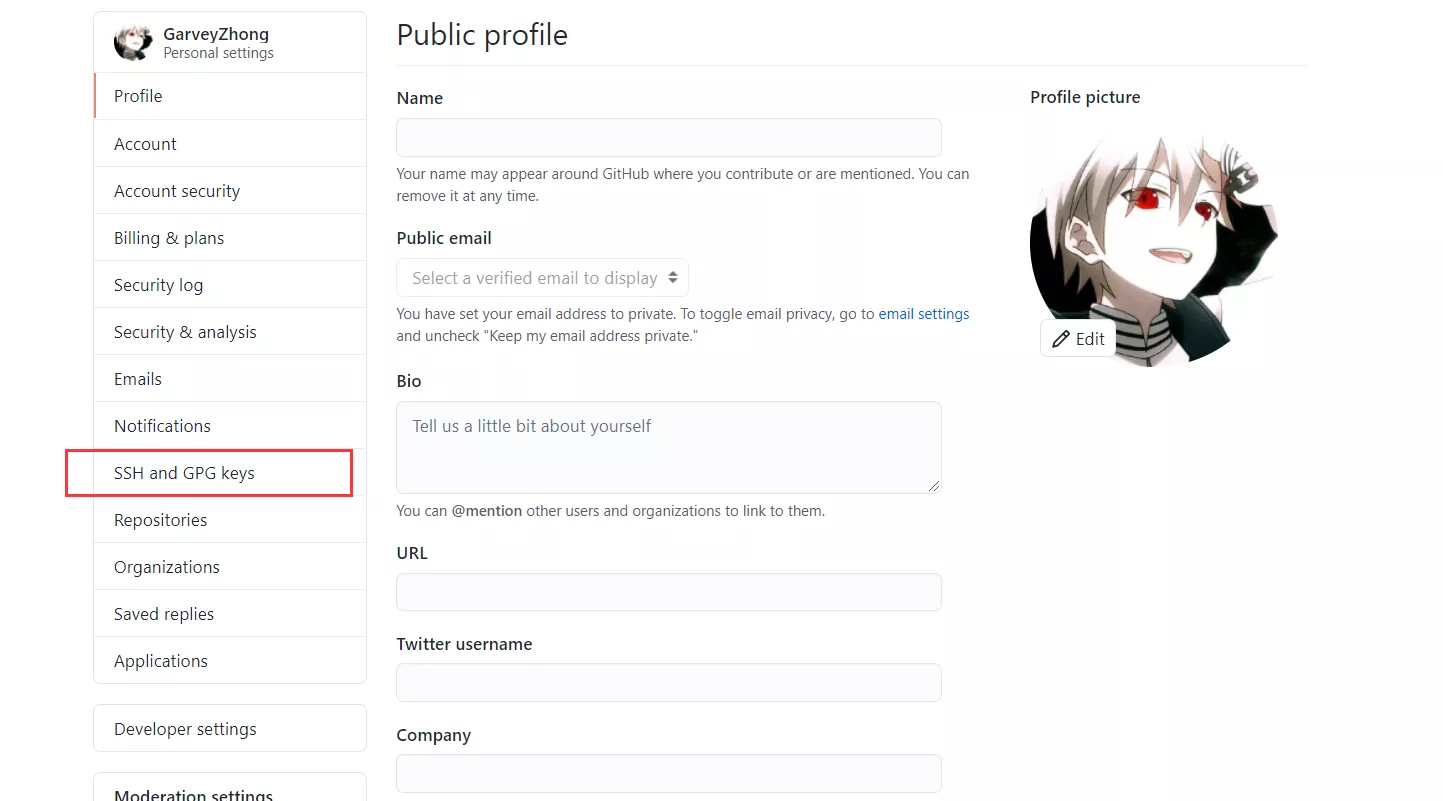 GarveyZhong
Personal settings
Profile
Account
Account security
Billing & plans
Security log
Security & analysis
Emails
Notifications
SSH and GPG keys
Repositories
Organizations
Saved replies
Applications
Developer settings
Moderation settings
Public profile
Name
Your name may appear around GitHub where you contribute or are mentioned. You can
remove it at any time.
Public email
Select a verified email to display
You have set your email address to private. To toggle email privacy, go to email settings
and uncheck "Keep my email address private."
Bio
Tell us a little bit about yourself
You can @mention other users and organizations to link to them.
URL
Twitter username
Company
Profile picture
Edit